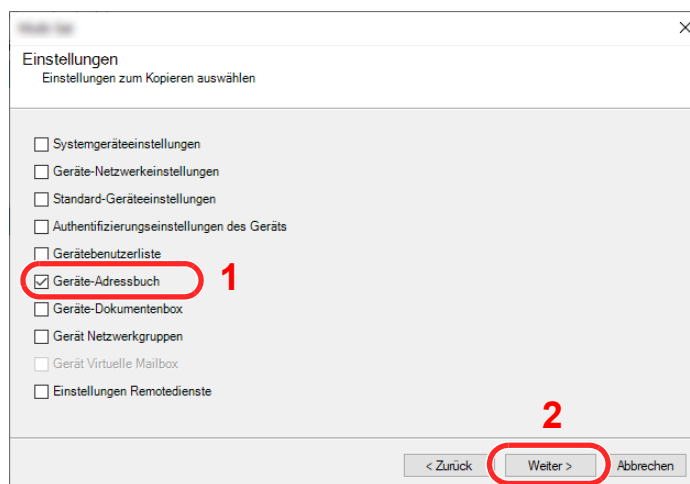 Einstellungen
Einstellungen zum Kopieren auswählen
Systemgeräteeinstellungen
Geräte-Netzwerkeinstellungen
Standard-Geräteeinstellungen
Authentifizierungseinstellungen des Geräts
Gerätebenutzerliste
Geräte-Adressbuch 1
Geräte-Dokumentenbox
Gerät Netzwerkgruppen
Gerät Virtuelle Mailbox
Einstellungen Remotedienste
2
< Zurück Weiter > Abbrechen